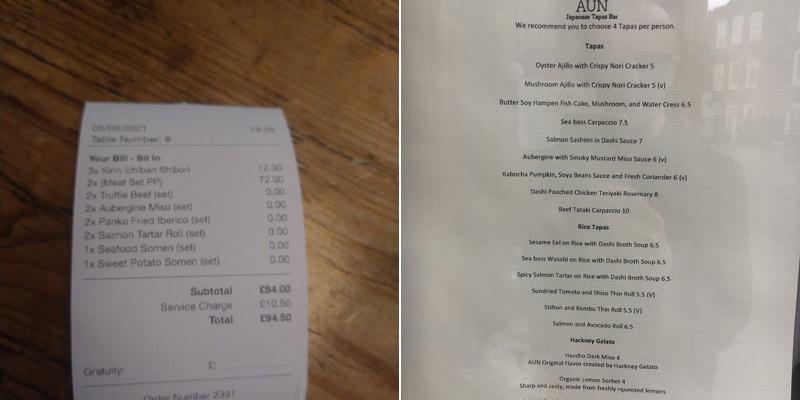 05/06/2021 19:26
Table Number: 8
Your Bill - Sit In
3x Kirin Ichiban Shibori 12.00
2x [Meat Set PP] 72.00
2x Truffle Beef (set) 0.00
2x Aubergine Miso (set) 0.00
2x Panko Fried Iberico (set) 0.00
2x Salmon Tartar Roll (set) 0.00
1x Seafood Somen (set) 0.00
1x Sweet Potato Somen (set) 0.00
Subtotal £84.00
Service Charge £10.50
Total £94.50
Gratuity: £:
Order Number 2391
AUN
Japanese Tapas Bar
We recommend you to choose 4 Tapas per person.
Tapas
Oyster Ajillo with Crispy Nori Cracker 5
Mushroom Ajillo with Crispy Nori Cracker 5 (v)
Butter Soy Hampen Fish Cake, Mushroom, and Water Cress 6.5
Sea bass Carpaccio 7.5
Salmon Sashimi in Dashi Sauce 7
Aubergine with Smoky Mustard Miso Sauce 6 (v)
Kabocha Pumpkin, Soya Beans Sauce and Fresh Coriander 6 (v)
Dashi Poached Chicken Teriyaki Rosemary 8
Beef Tataki Carpaccio 10
Rice Tapas
Sesame Eel on Rice with Dashi Broth Soup 6.5
Sea bass Wasabi on Rice with Dashi Broth Soup 6.5
Spicy Salmon Tartar on Rice with Dashi Broth Soup 6.5
Sundried Tomato and Shiso Thin Roll 5.5 (V)
Stilton and Kombu Thin Roll 5.5 (V)
Salmon and Avocado Roll 6.5
Hackney Gelato
Haccho Dark Miso 4
AUN Original Flavor created by Hackney Gelato
Organic Lemon Sorbet 4
Sharp and zesty, made from freshly squeezed lemons